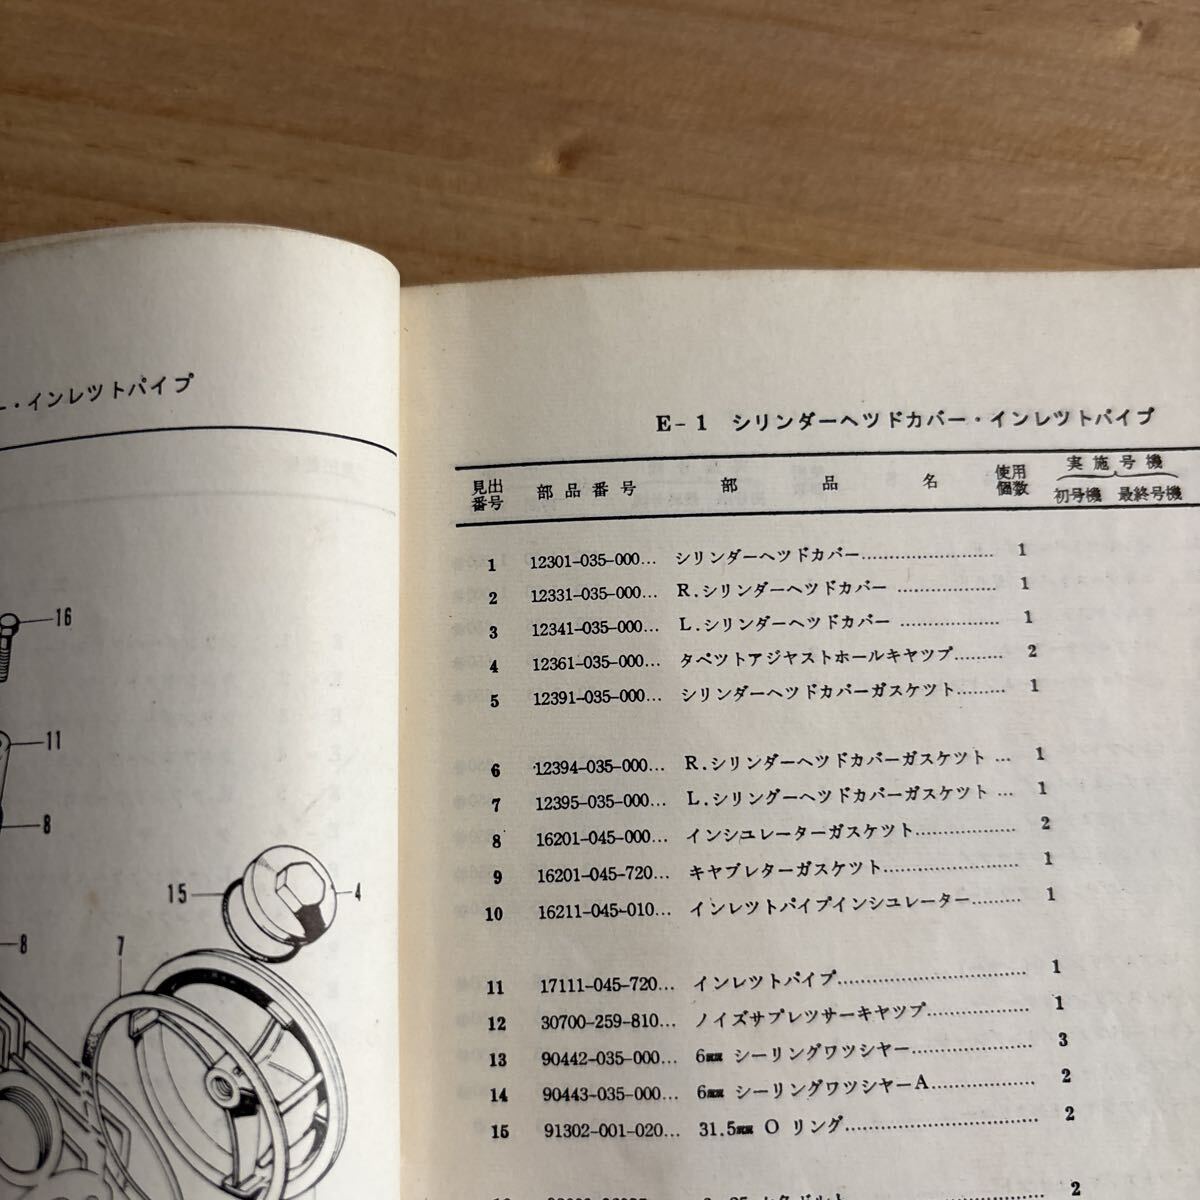 ー・インレツトパイプ
16
11
8
15
4
8
7
E-1 シリンダーヘツドカバー・インレツトパイプ
見出番号 部品番号 部品名 使用個数 実施号機
初号機 最終号機
1 12301-035-000… シリンダーヘツドカバー…………………… 1
2 12331-035-000… R.シリンダーヘツドカバー ……………… 1
3 12341-035-000… L.シリンダーヘツドカバー ……………… 1
4 12361-035-000… タペツトアジヤストホールキヤツプ……… 2
5 12391-035-000… シリンダーヘツドカバーガスケツト……… 1
6 12394-035-000… R.シリンダーヘツドカバーガスケツト … 1
7 12395-035-000… L.シリングーヘツドカバーガスケツト … 1
8 16201-045-000… インシユレーターガスケツト……………… 2
9 16201-045-720… キヤブレターガスケツト…………………… 1
10 16211-045-010… インレツトパイプインシユレーター……… 1
11 17111-045-720… インレツトパイプ…………………………… 1
12 30700-259-810… ノイズサプレツサーキヤツプ……………… 1
13 90442-035-000… 6mm シーリングワツシヤー………………… 3
14 90443-035-000… 6mm シーリングワツシヤーA……………… 2
15 91302-001-020… 31.5mm O リング…………………………… 2
2